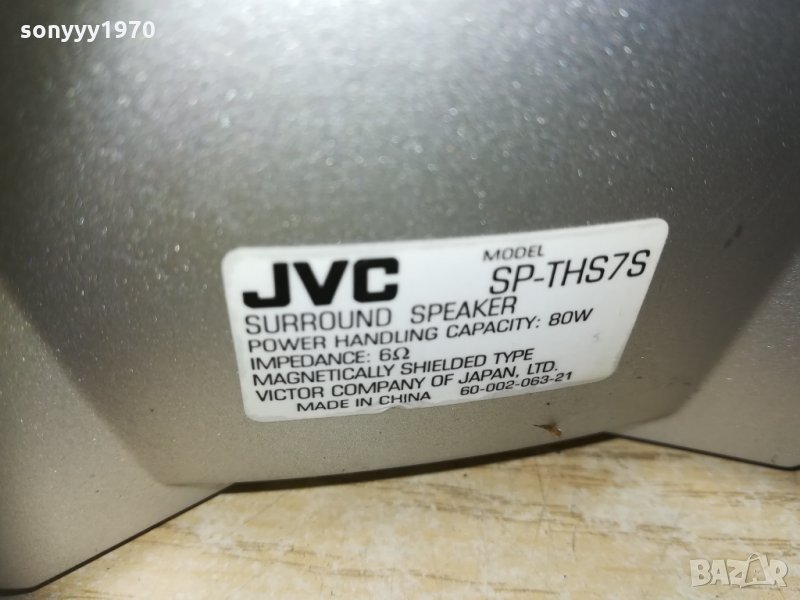 sonyyy1970
JVC
MODEL SP-THS7S
SURROUND SPEAKER
POWER HANDLING CAPACITY: 80W
IMPEDANCE: 6Ω
MAGNETICALLY SHIELDED TYPE
VICTOR COMPANY OF JAPAN, LTD.
MADE IN CHINA 60-002-063-21
BAZAR